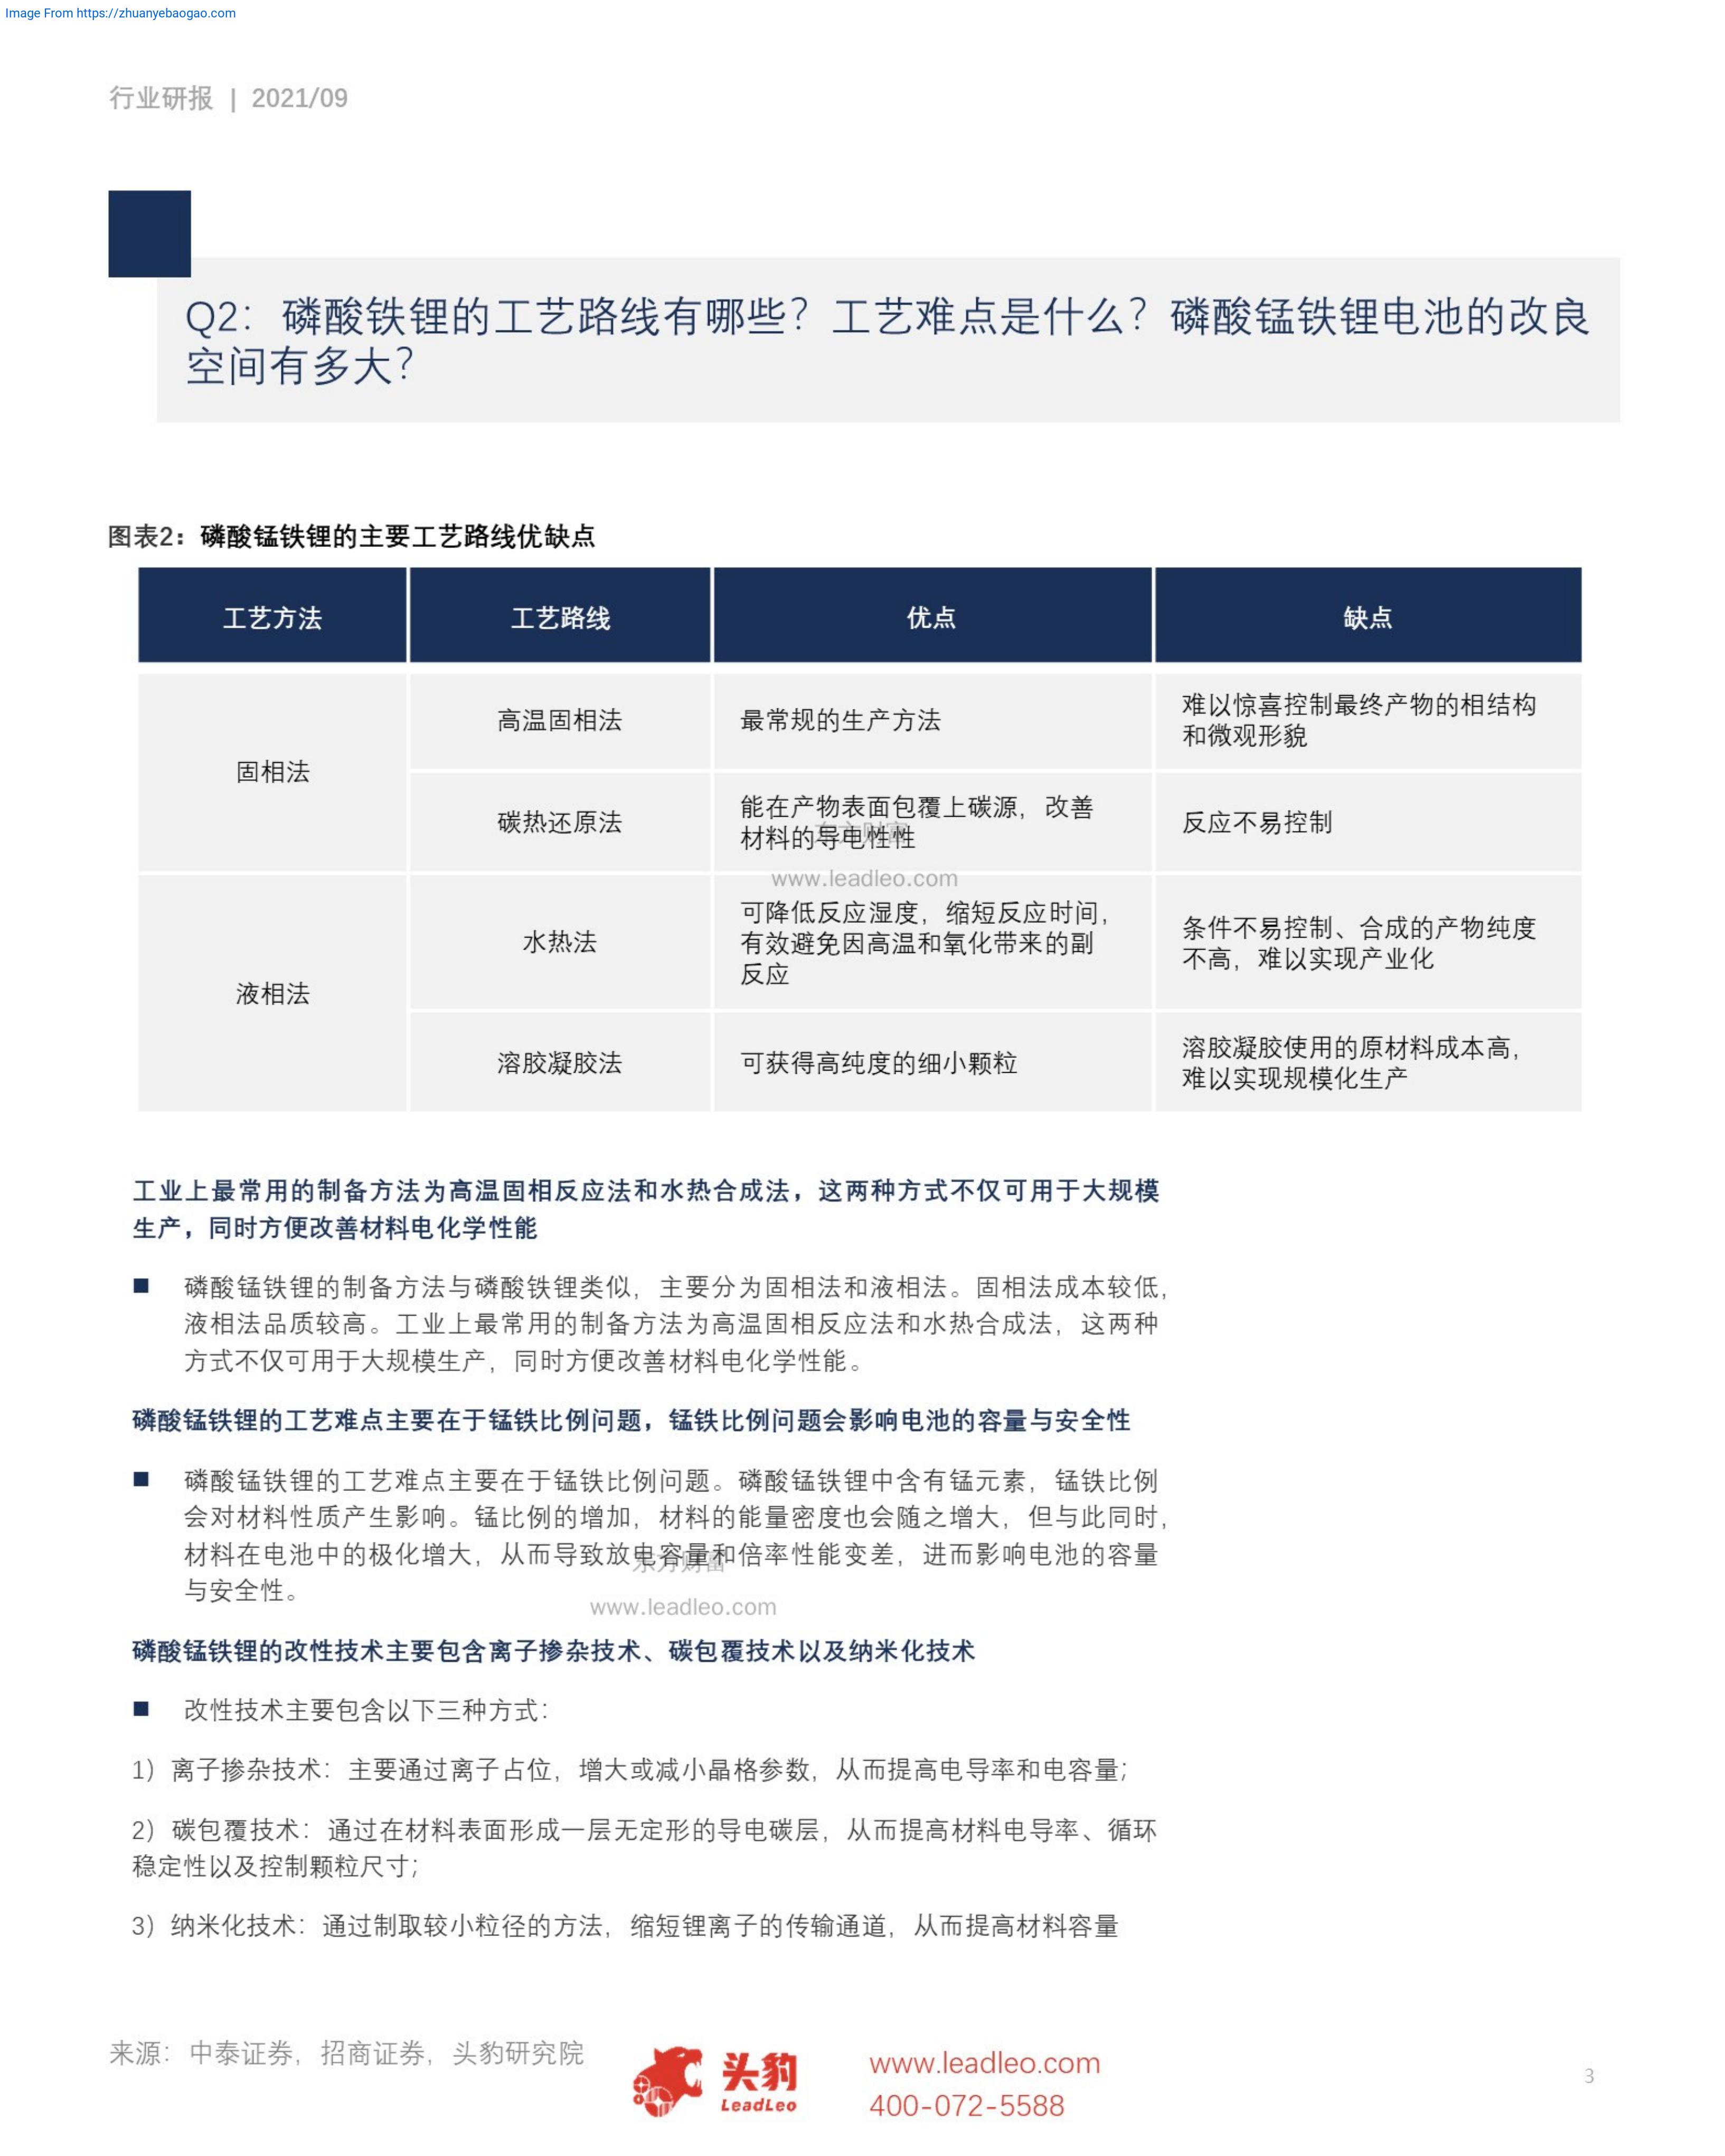 Image From https://zhuanyebaogao.com
行业研报 | 2021/09
Q2：磷酸铁锂的工艺路线有哪些？工艺难点是什么？磷酸锰铁锂电池的改良
空间有多大？
图表2：磷酸锰铁锂的主要工艺路线优缺点
工艺方法 工艺路线 优点 缺点
固相法
高温固相法
最常规的生产方法
难以惊喜控制最终产物的相结构
和微观形貌
碳热还原法
能在产物表面包覆上碳源，改善
材料的导电性性
反应不易控制
东方财富
www.leadleo.com
液相法
水热法
可降低反应湿度，缩短反应时间，
有效避免因高温和氧化带来的副
反应
条件不易控制、合成的产物纯度
不高，难以实现产业化
溶胶凝胶法
可获得高纯度的细小颗粒
溶胶凝胶使用的原材料成本高，
难以实现规模化生产
工业上最常用的制备方法为高温固相反应法和水热合成法，这两种方式不仅可用于大规模
生产，同时方便改善材料电化学性能
■ 磷酸锰铁锂的制备方法与磷酸铁锂类似，主要分为固相法和液相法。固相法成本较低，
液相法品质较高。工业上最常用的制备方法为高温固相反应法和水热合成法，这两种
方式不仅可用于大规模生产，同时方便改善材料电化学性能。
磷酸锰铁锂的工艺难点主要在于锰铁比例问题，锰铁比例问题会影响电池的容量与安全性
■ 磷酸锰铁锂的工艺难点主要在于锰铁比例问题。磷酸锰铁锂中含有锰元素，锰铁比例
会对材料性质产生影响。锰比例的增加，材料的能量密度也会随之增大，但与此同时，
材料在电池中的极化增大，从而导致放电容量和倍率性能变差，进而影响电池的容量
与安全性。
东方财富
www.leadleo.com
磷酸锰铁锂的改性技术主要包含离子掺杂技术、碳包覆技术以及纳米化技术
■ 改性技术主要包含以下三种方式：
1）离子掺杂技术：主要通过离子占位，增大或减小晶格参数，从而提高电导率和电容量；
2）碳包覆技术：通过在材料表面形成一层无定形的导电碳层，从而提高材料电导率、循环
稳定性以及控制颗粒尺寸；
3）纳米化技术：通过制取较小粒径的方法，缩短锂离子的传输通道，从而提高材料容量
来源：中泰证券，招商证券，头豹研究院
头豹
LeadLeo
www.leadleo.com
400-072-5588
3